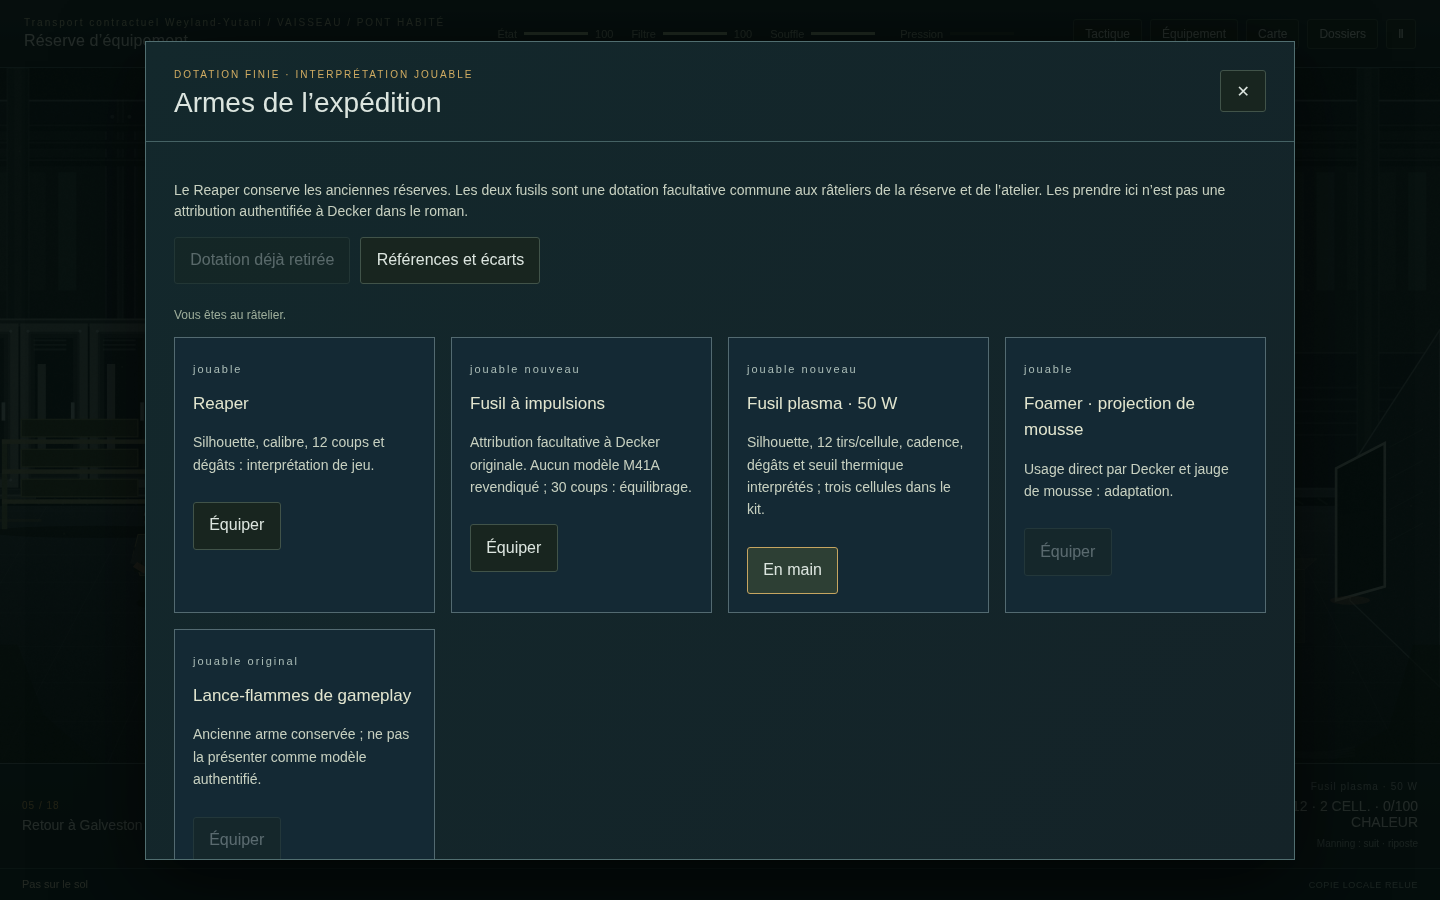 Transport contractuel Weyland-Yutani / VAISSEAU / PONT HABITÉ
Réserve d’équipement
État 100 Filtre 100 Souffle Pression
Tactique Équipement Carte Dossiers II
DOTATION FINIE · INTERPRÉTATION JOUABLE
Armes de l’expédition
×
Le Reaper conserve les anciennes réserves. Les deux fusils sont une dotation facultative commune aux râteliers de la réserve et de l’atelier. Les prendre ici n’est pas une
attribution authentifiée à Decker dans le roman.
Dotation déjà retirée Références et écarts
Vous êtes au râtelier.
jouable
Reaper
Silhouette, calibre, 12 coups et
dégâts : interprétation de jeu.
Équiper
jouable nouveau
Fusil à impulsions
Attribution facultative à Decker
originale. Aucun modèle M41A
revendiqué ; 30 coups : équilibrage.
Équiper
jouable nouveau
Fusil plasma · 50 W
Silhouette, 12 tirs/cellule, cadence,
dégâts et seuil thermique
interprétés ; trois cellules dans le
kit.
En main
jouable
Foamer · projection de
mousse
Usage direct par Decker et jauge
de mousse : adaptation.
Équiper
jouable original
Lance-flammes de gameplay
Ancienne arme conservée ; ne pas
la présenter comme modèle
authentifié.
Équiper
05 / 18
Retour à Galveston
Fusil plasma · 50 W
12 · 2 CELL. · 0/100
CHALEUR
Manning : suit · riposte
Pas sur le sol
COPIE LOCALE RELUE